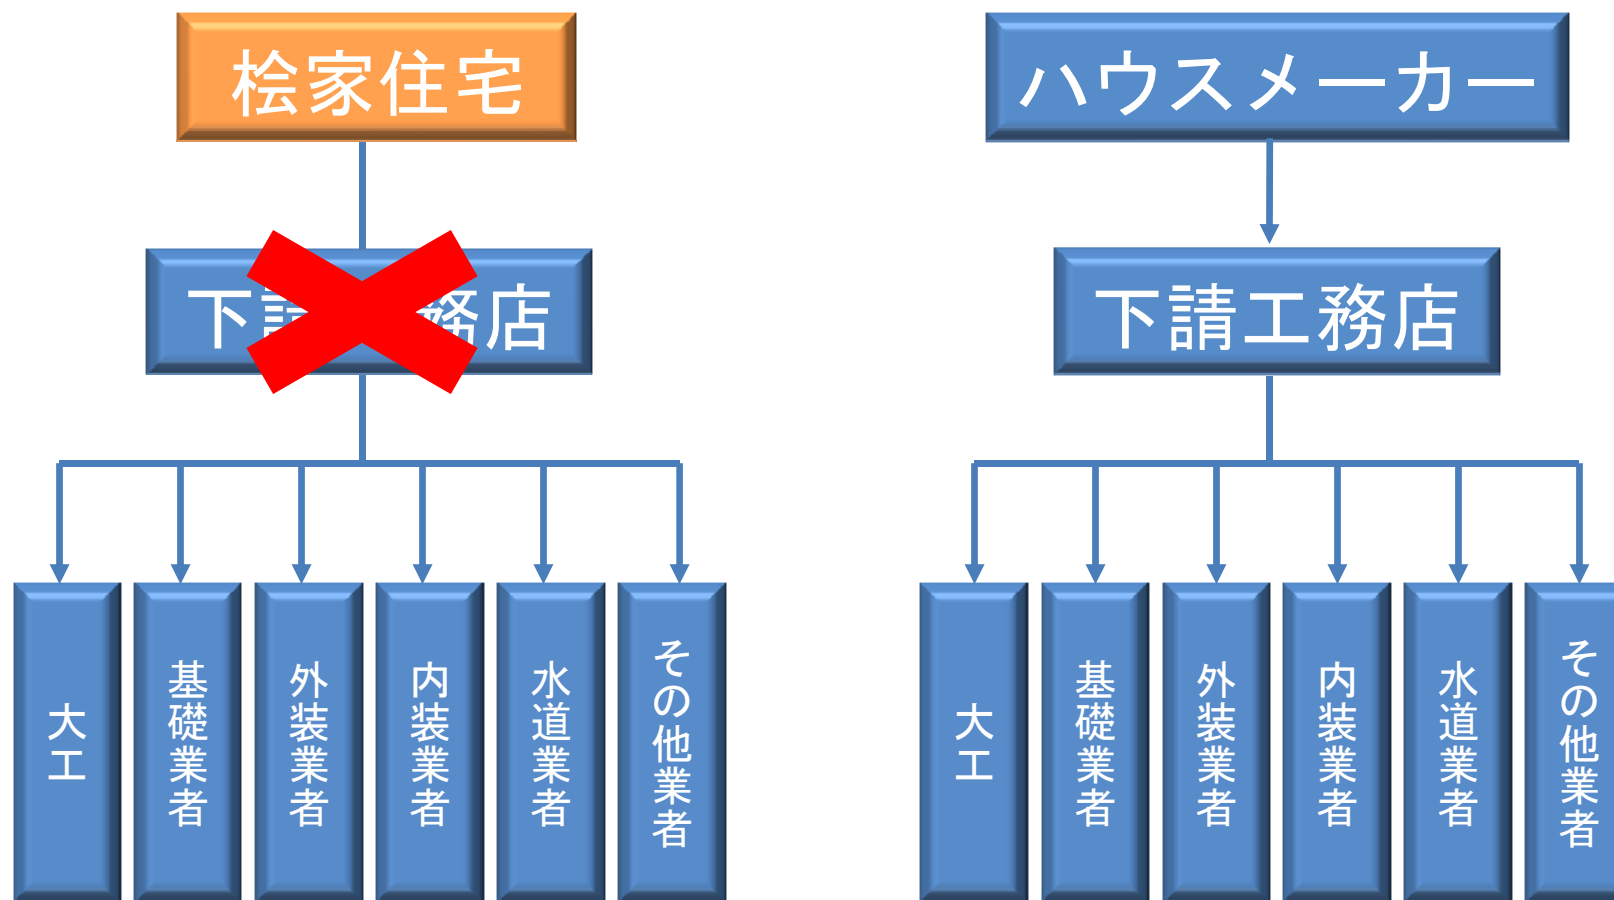 桧家住宅
下請 務店
大工
基礎業者
外装業者
内装業者
水道業者
その他業者
ハウスメーカー
下請工務店
大工
基礎業者
外装業者
内装業者
水道業者
その他業者